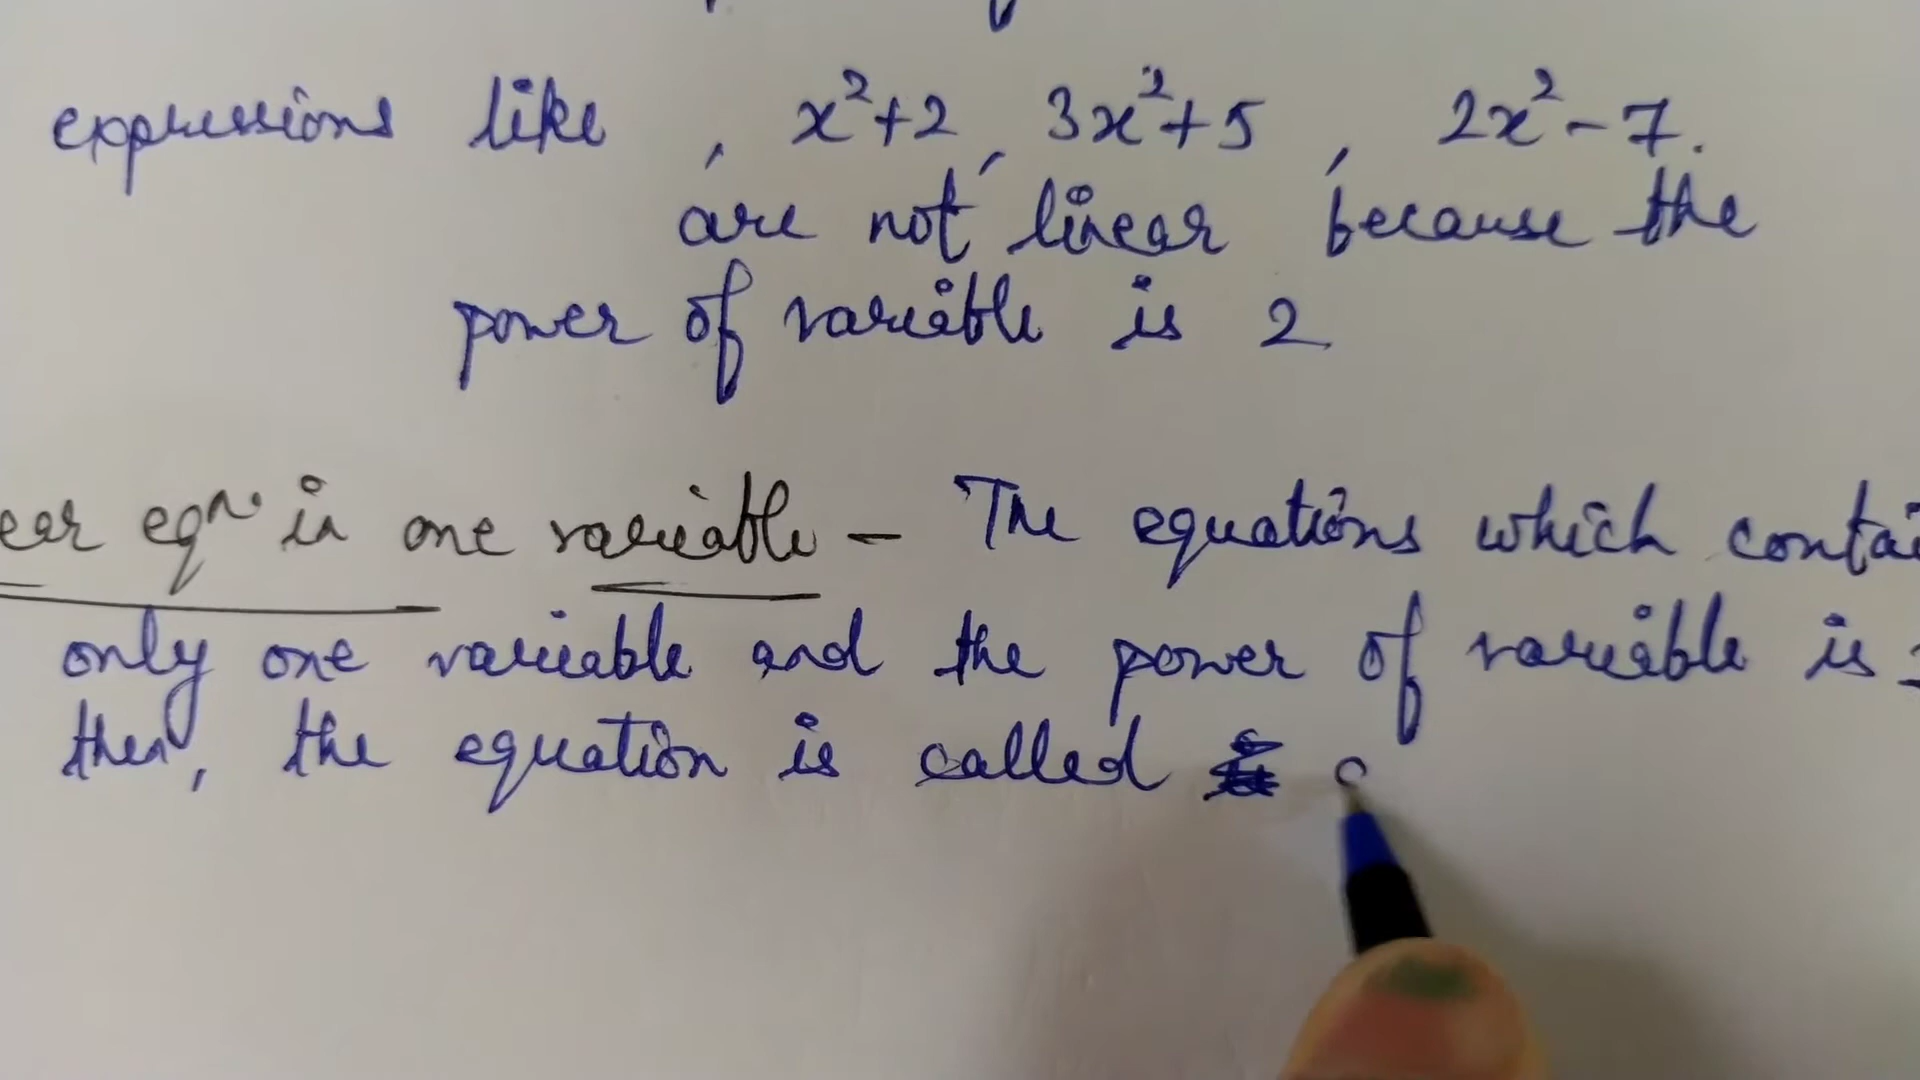 expressions like , x²+2, 3x²+5 , 2x²-7.
are not linear because the
power of variable is 2
ear eqn. in one variable - The equations which contai
only one variable and the power of variable is 1
then, the equation is called